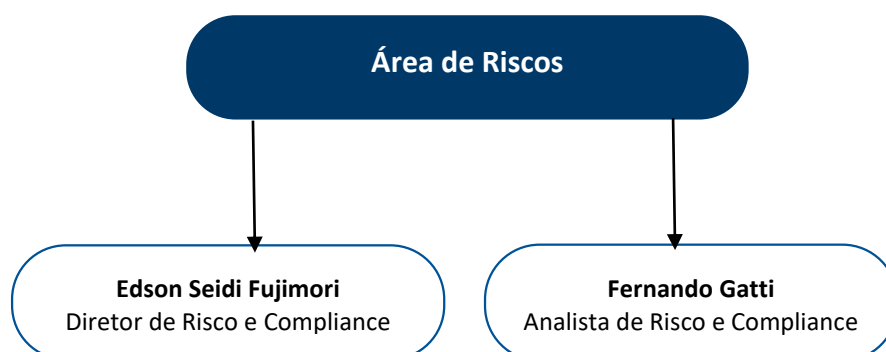 Área de Riscos
Edson Seidi Fujimori
Diretor de Risco e Compliance
Fernando Gatti
Analista de Risco e Compliance